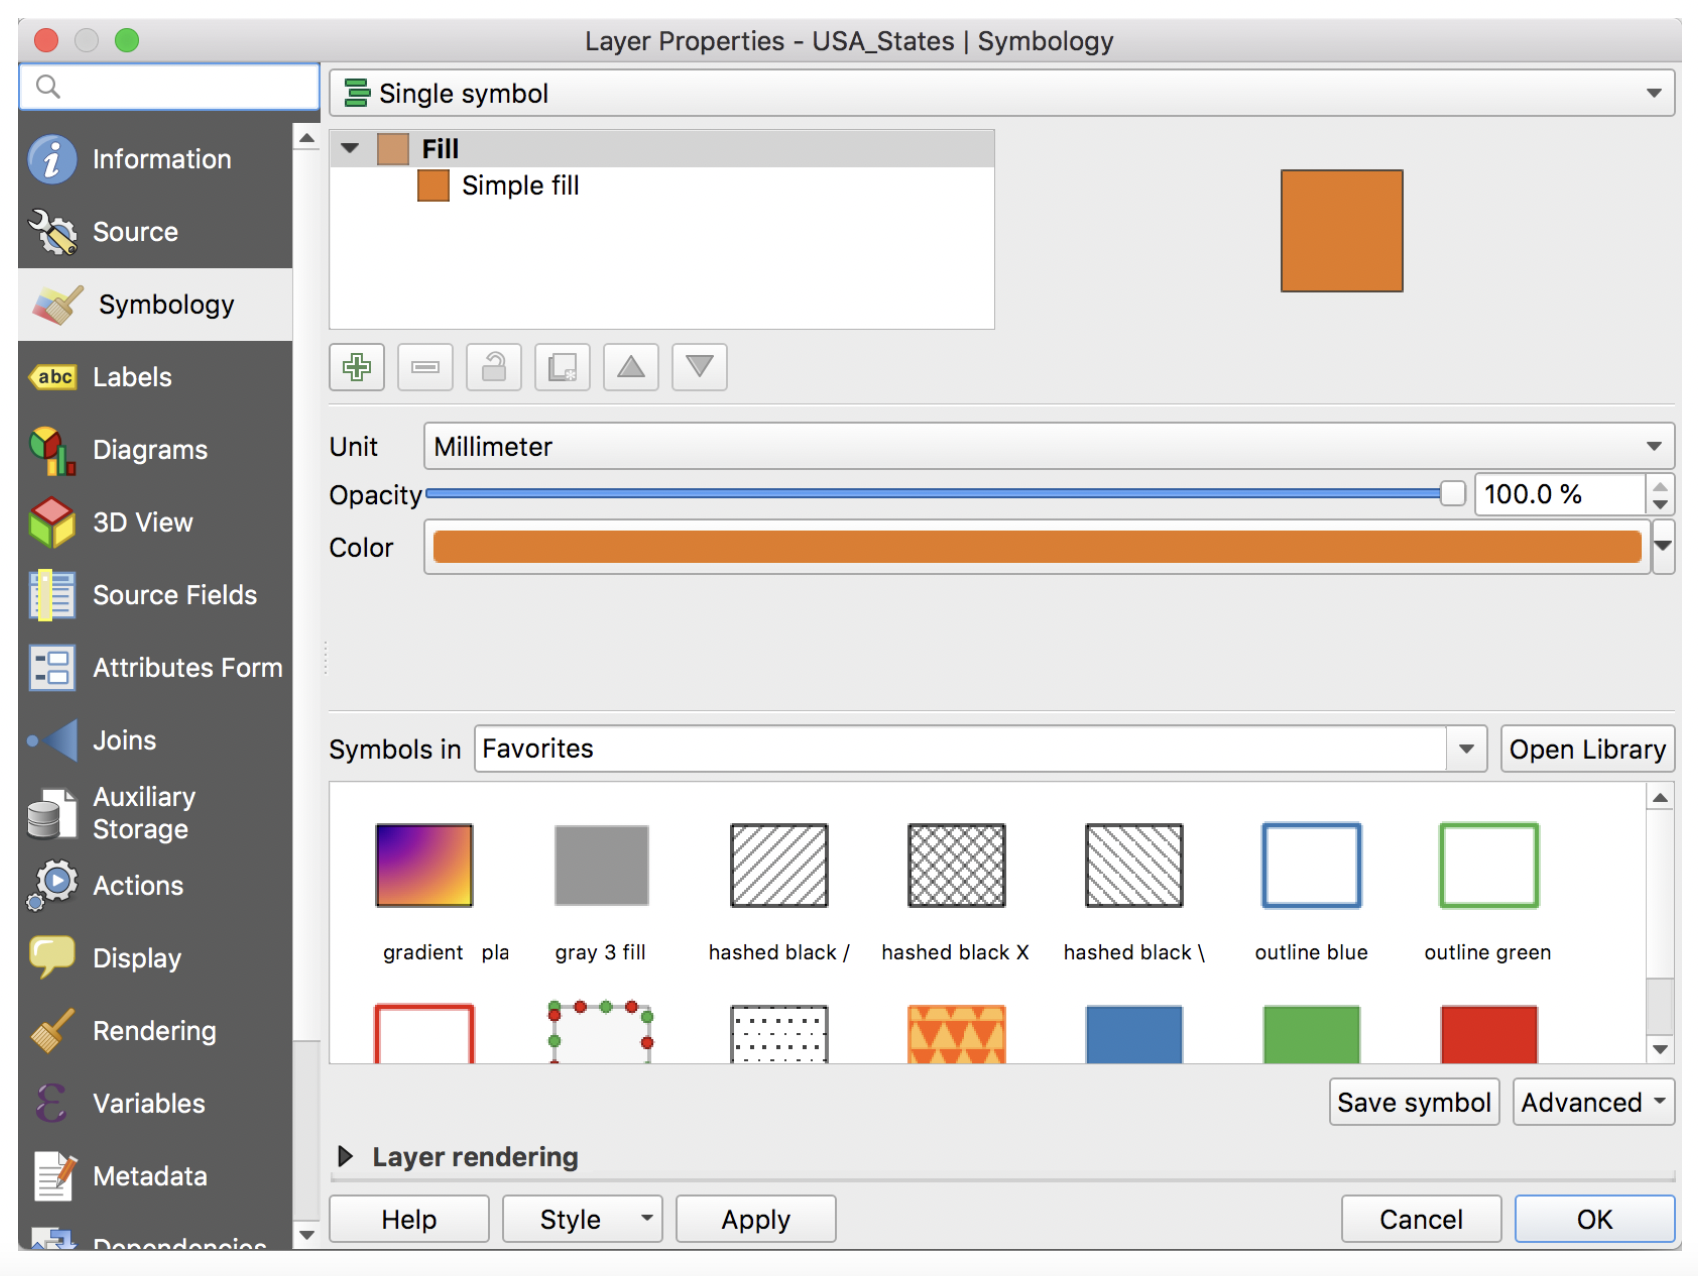 Layer Properties - USA_States | Symbology
Information
Source
Symbology
abc Labels
Diagrams
3D View
Source Fields
Attributes Form
Joins
Auxiliary
Storage
Actions
Display
Rendering
Variables
Metadata
Dependencies
Single symbol
Fill
Simple fill
Unit Millimeter
Opacity 100.0 %
Color
Symbols in Favorites Open Library
gradient pla gray 3 fill hashed black / hashed black X hashed black \ outline blue outline green
Save symbol Advanced
Layer rendering
Help Style Apply Cancel OK